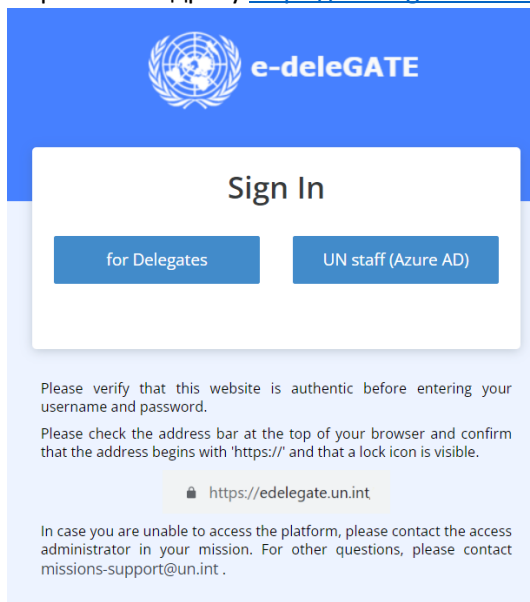 e-deleGATE
Sign In
for Delegates
UN staff (Azure AD)
Please verify that this website is authentic before entering your
username and password.
Please check the address bar at the top of your browser and confirm
that the address begins with 'https://' and that a lock icon is visible.
https://edelegate.un.int
In case you are unable to access the platform, please contact the access
administrator in your mission. For other questions, please contact
missions-support@un.int .